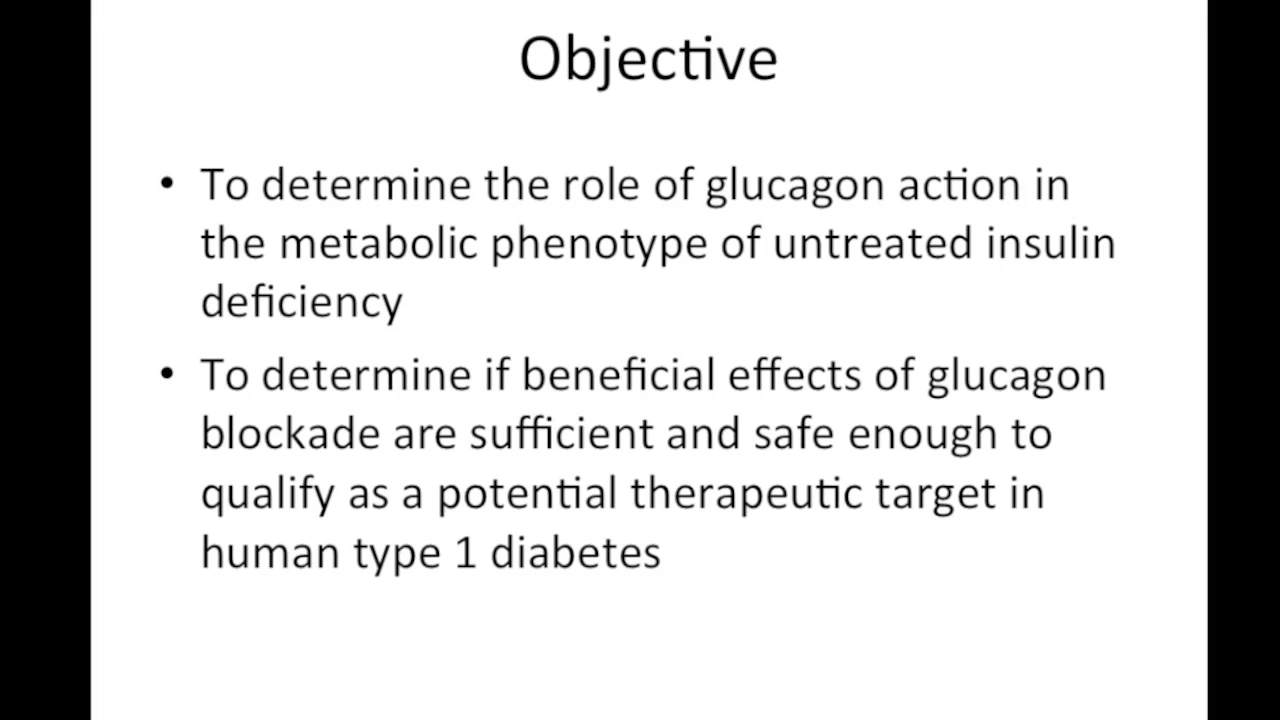 Objective
• To determine the role of glucagon action in
the metabolic phenotype of untreated insulin
deficiency
• To determine if beneficial effects of glucagon
blockade are sufficient and safe enough to
qualify as a potential therapeutic target in
human type 1 diabetes